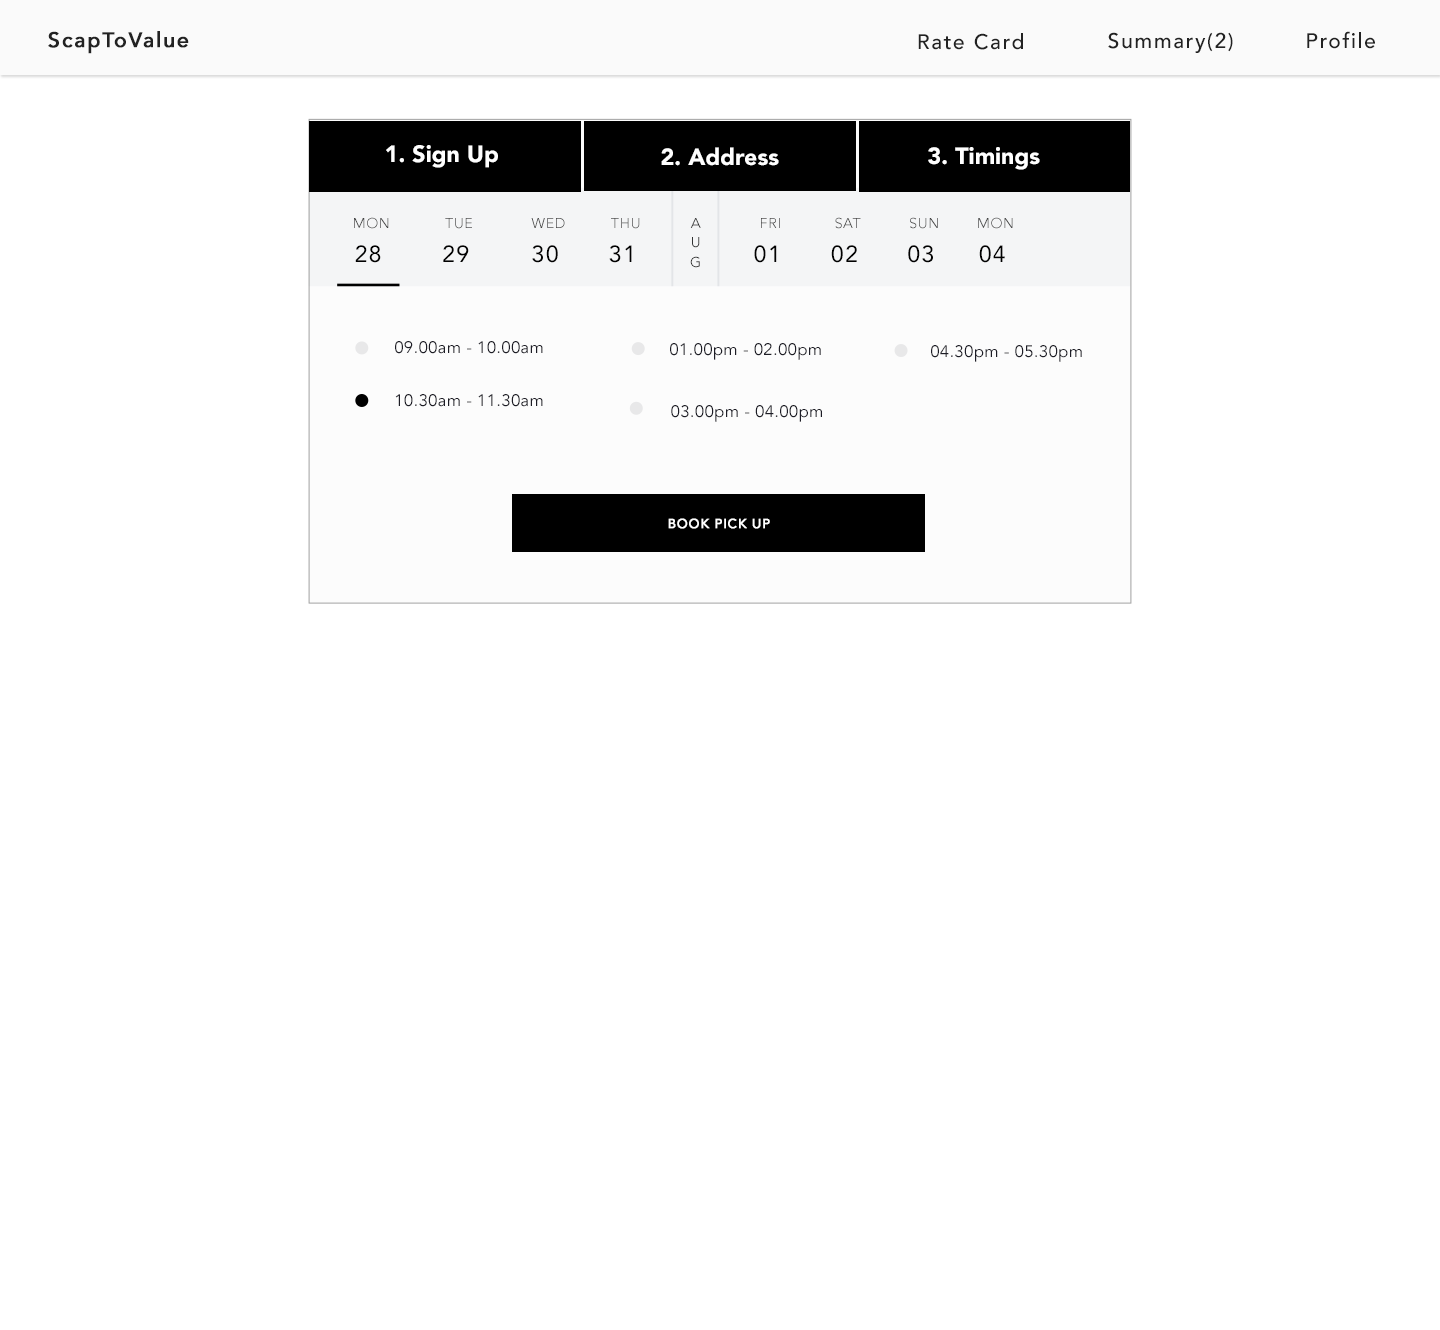 ScapToValue Rate Card Summary(2) Profile
1. Sign Up 2. Address 3. Timings
MON TUE WED THU AUG FRI SAT SUN MON
28 29 30 31 01 02 03 04
09.00am - 10.00am 01.00pm - 02.00pm 04.30pm - 05.30pm
10.30am - 11.30am 03.00pm - 04.00pm
BOOK PICK UP